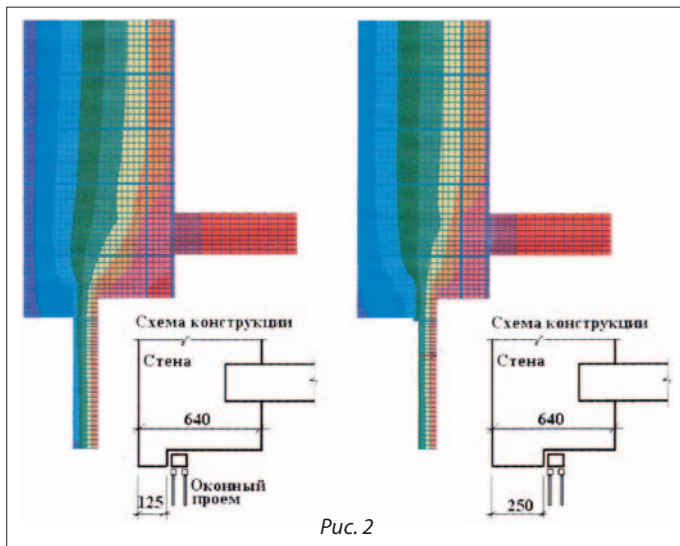 Схема конструкции
Стена
640
Оконный
проем
125
Схема конструкции
Стена
640
250
Рис. 2